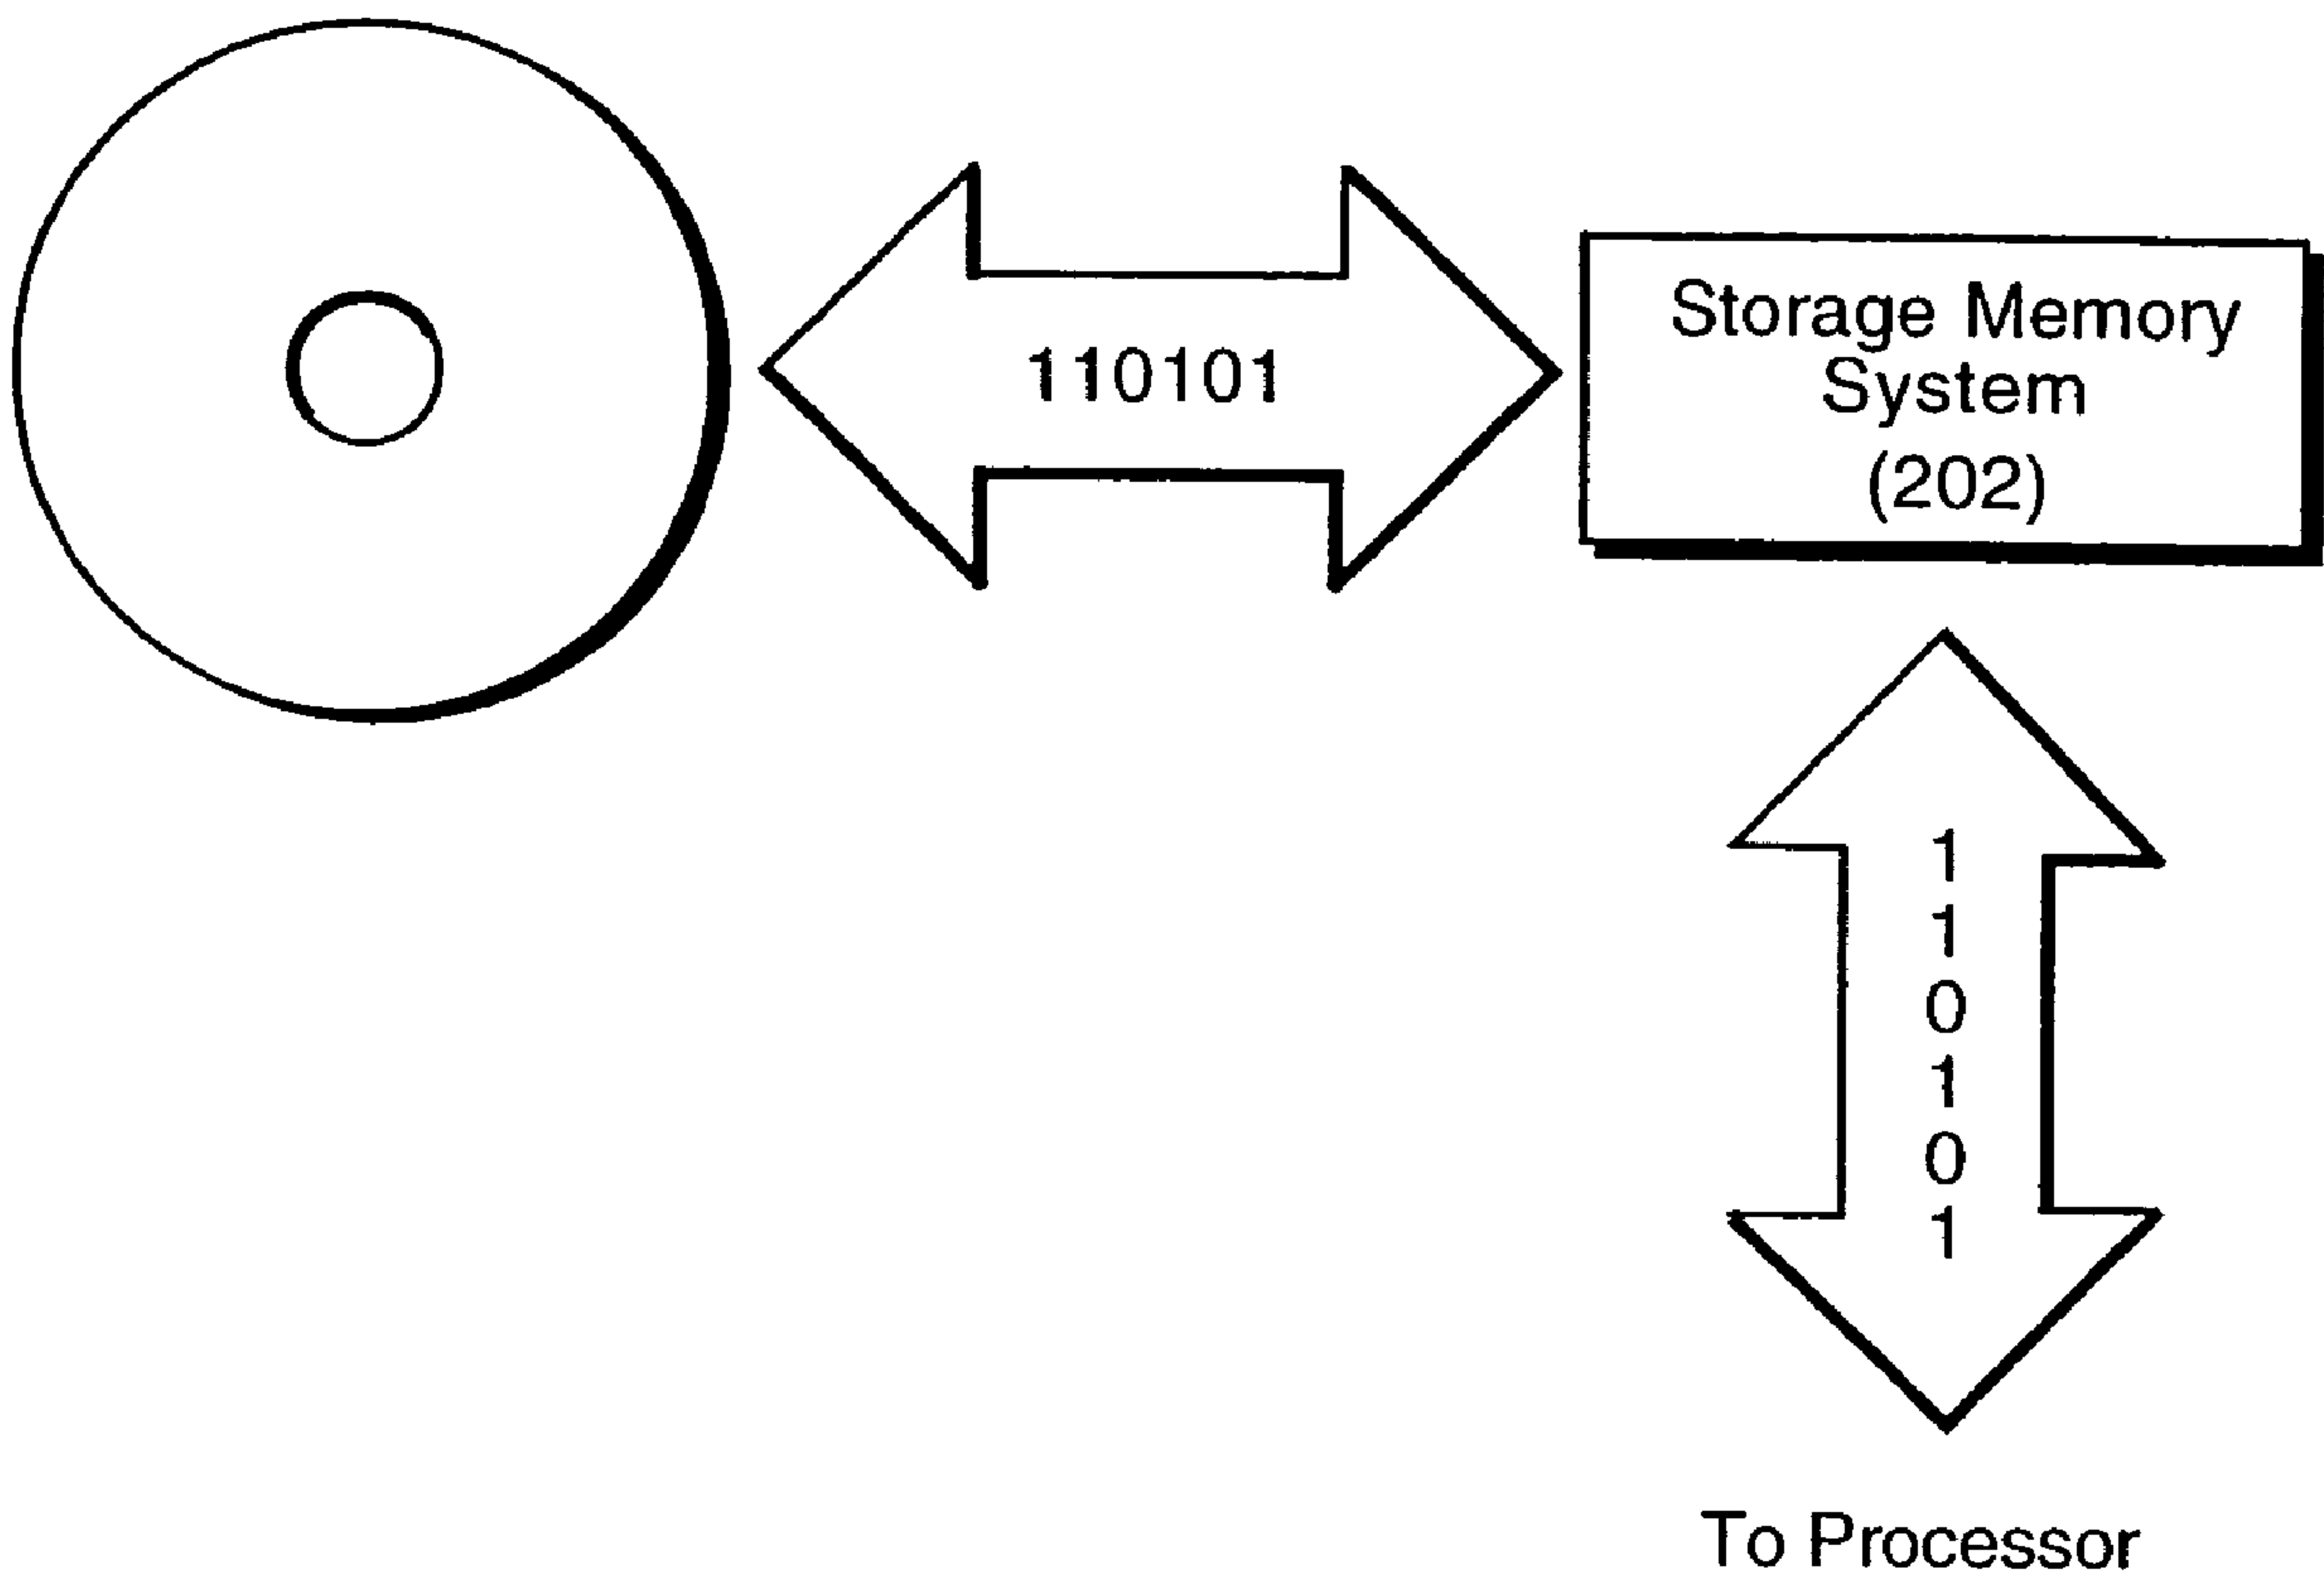 110101
Storage Memory
System
(202)
1
1
0
1
0
1
To Processor